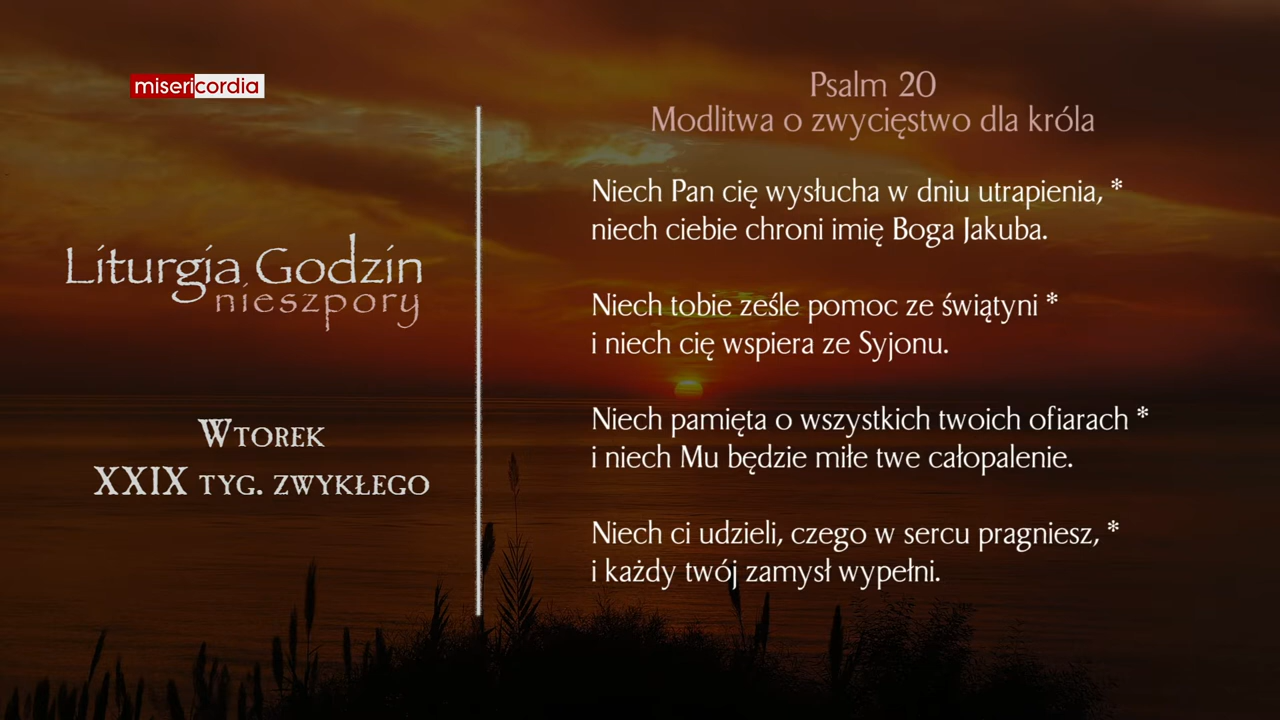 misericordia
Liturgia Godzin
nieszpory
Wtorek
XXIX tyg. zwykłego
Psalm 20
Modlitwa o zwycięstwo dla króla
Niech Pan cię wysłucha w dniu utrapienia, *
niech ciebie chroni imię Boga Jakuba.
Niech tobie ześle pomoc ze świątyni *
i niech cię wspiera ze Syjonu.
Niech pamięta o wszystkich twoich ofiarach *
i niech Mu będzie miłe twe całopalenie.
Niech ci udzieli, czego w sercu pragniesz, *
i każdy twój zamysł wypełni.